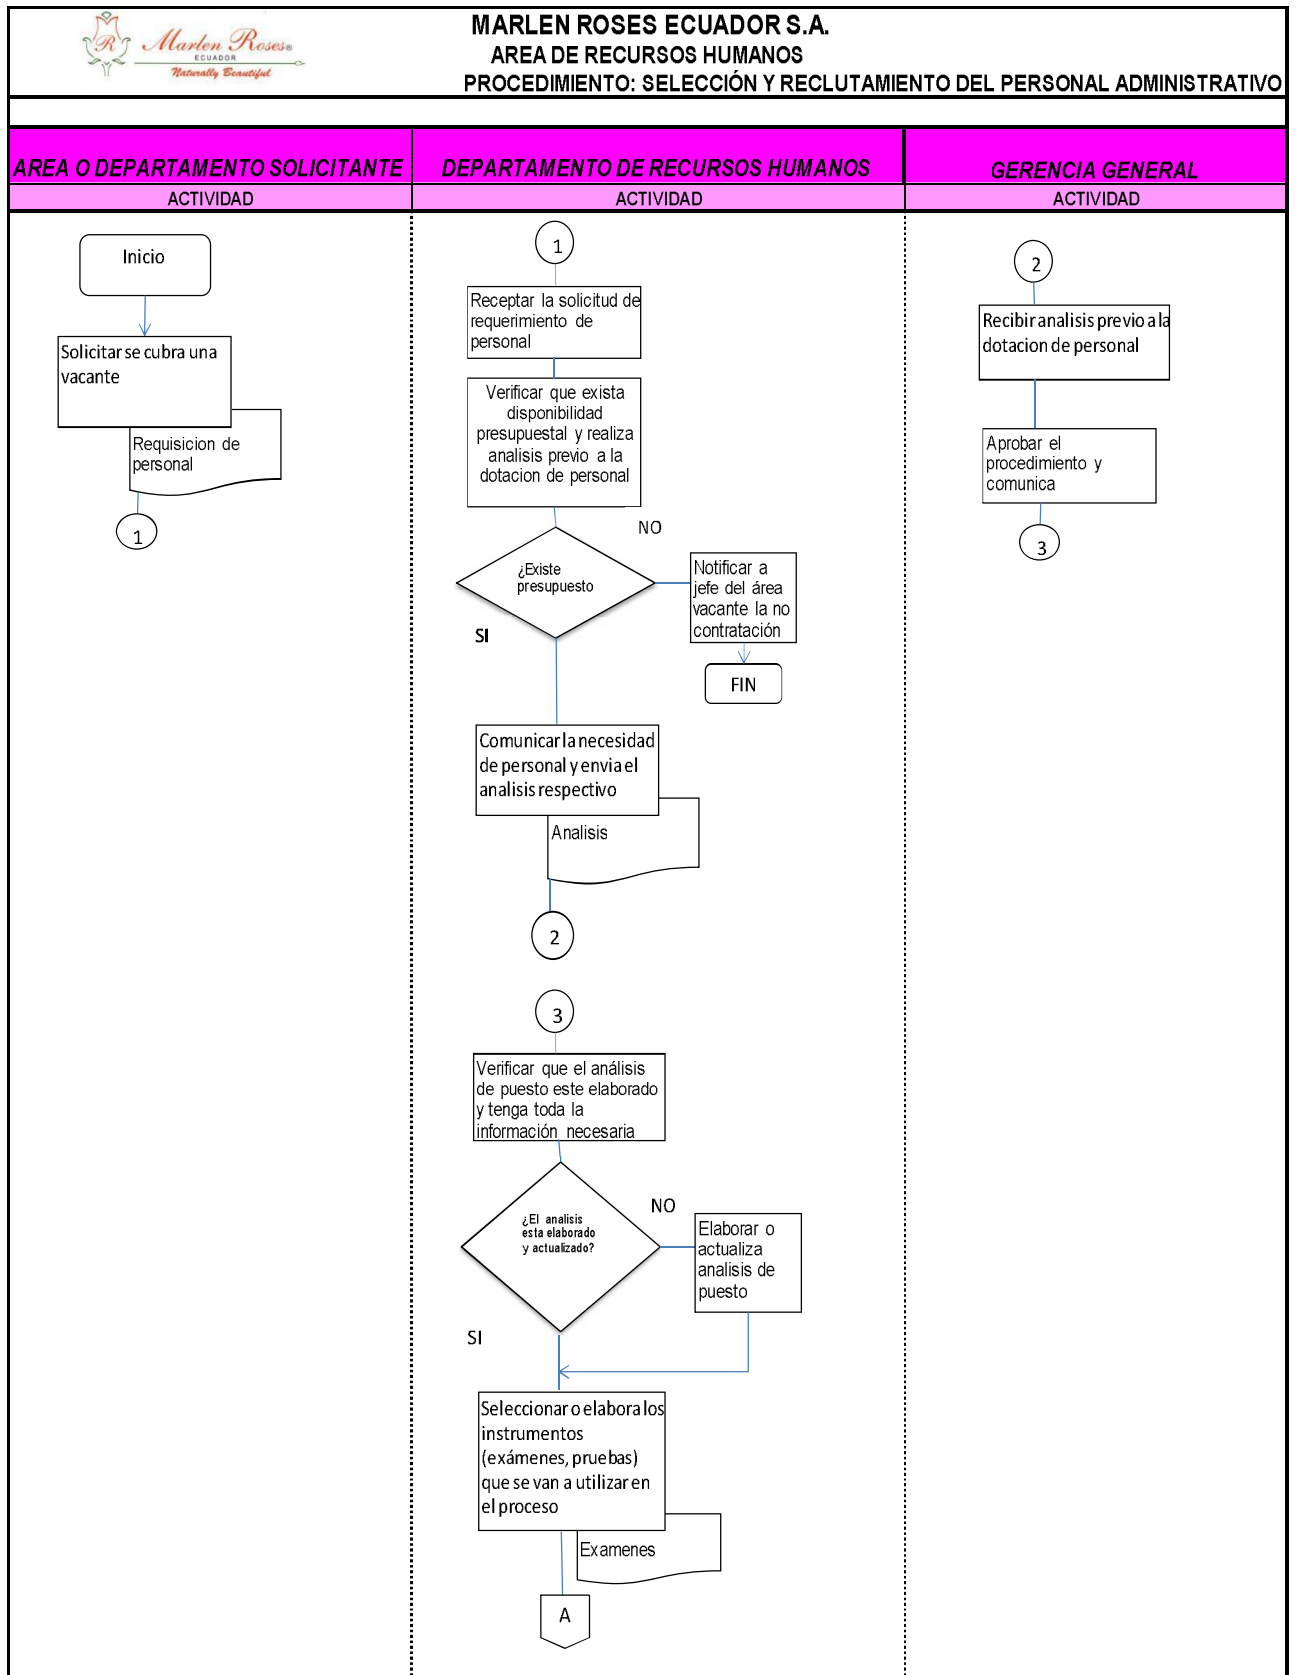 R Marlen Roses®
ECUADOR
Naturally Beautiful
MARLEN ROSES ECUADOR S.A.
AREA DE RECURSOS HUMANOS
PROCEDIMIENTO: SELECCIÓN Y RECLUTAMIENTO DEL PERSONAL ADMINISTRATIVO
AREA O DEPARTAMENTO SOLICITANTE
ACTIVIDAD
Inicio
Solicitar se cubra una
vacante
Requisicion de
personal
1
DEPARTAMENTO DE RECURSOS HUMANOS
ACTIVIDAD
1
Receptar la solicitud de
requerimiento de
personal
Verificar que exista
disponibilidad
presupuestal y realiza
analisis previo a la
dotacion de personal
¿Existe
presupuesto
NO
Notificar a
jefe del área
vacante la no
contratación
FIN
SI
Comunicar la necesidad
de personal y envia el
analisis respectivo
Analisis
2
3
Verificar que el análisis
de puesto este elaborado
y tenga toda la
información necesaria
¿El analisis
esta elaborado
y actualizado?
NO
Elaborar o
actualiza
analisis de
puesto
SI
Seleccionar o elabora los
instrumentos
(exámenes, pruebas)
que se van a utilizar en
el proceso
Examenes
A
GERENCIA GENERAL
ACTIVIDAD
2
Recibir analisis previo a la
dotacion de personal
Aprobar el
procedimiento y
comunica
3